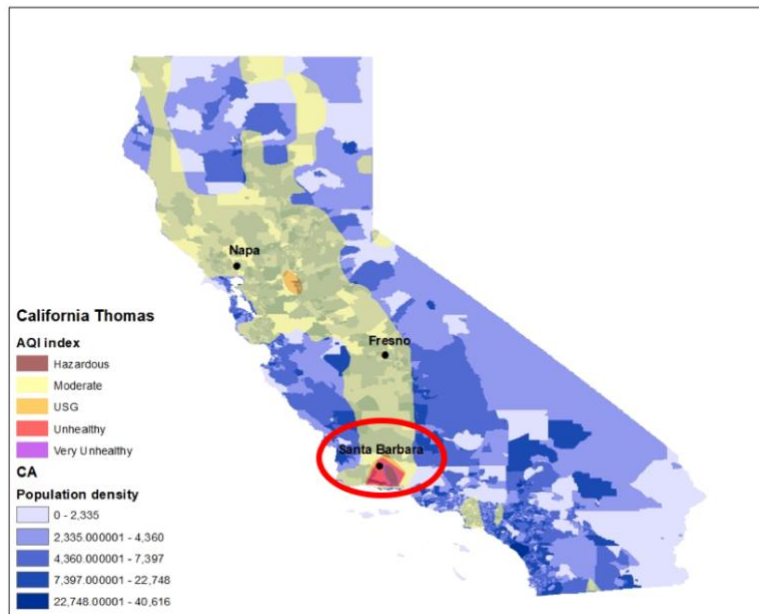 Napa
Fresno
Santa Barbara
California Thomas
AQI index
Hazardous
Moderate
USG
Unhealthy
Very Unhealthy
CA
Population density
0 - 2,335
2,335.000001 - 4,360
4,360.000001 - 7,397
7,397.000001 - 22,748
22,748.00001 - 40,616